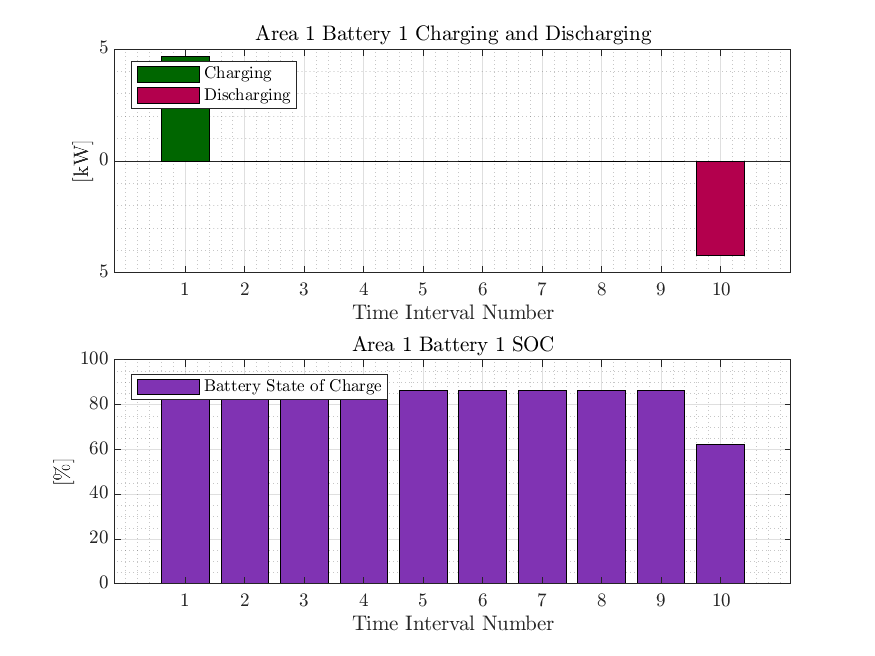 Area 1 Battery 1 Charging and Discharging
5
Charging
Discharging
0
[kW]
5
1 2 3 4 5 6 7 8 9 10
Time Interval Number
Area 1 Battery 1 SOC
100
Battery State of Charge
80
60
[%]
40
20
0
1 2 3 4 5 6 7 8 9 10
Time Interval Number